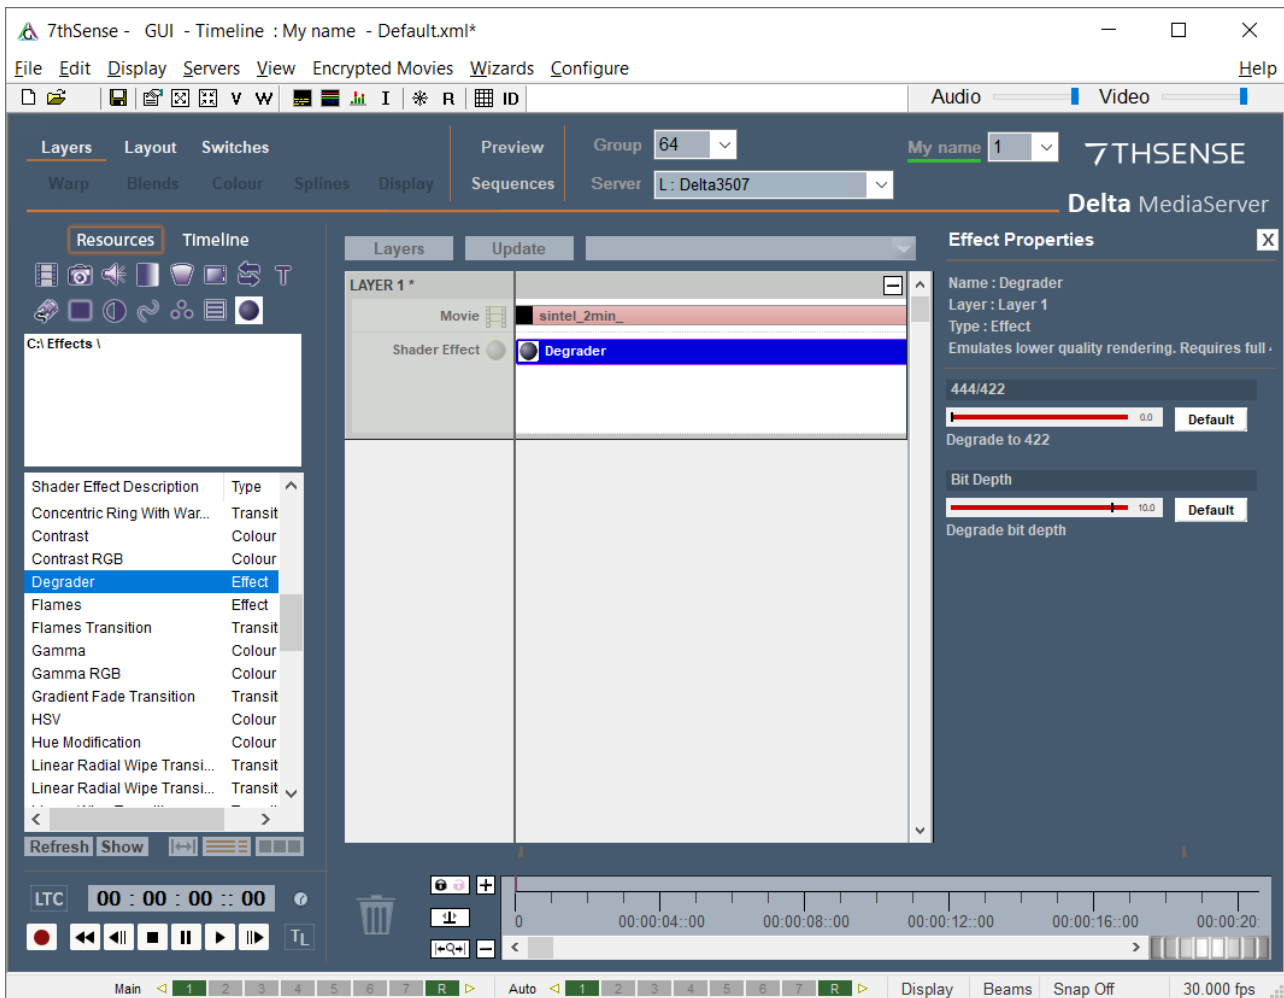 7thSense -   GUI  - Timeline  : My name  - Default.xml*
File Edit Display Servers View Encrypted Movies Wizards Configure Help
V W I R ID Audio Video
Layers Layout Switches Preview Group 64 My name 1 7THSENSE
Warp Blends Colour Splines Display Sequences Server L : Delta3507
Delta MediaServer
Resources Timeline
Layers Update
Effect Properties X
T
LAYER 1 *
Movie sintel_2min_
Shader Effect Degrader
Name : Degrader
Layer : Layer 1
Type : Effect
Emulates lower quality rendering. Requires full
444/422
0.0 Default
Degrade to 422
Bit Depth
10.0 Default
Degrade bit depth
C:\ Effects \
Shader Effect Description Type
Concentric Ring With War... Transit
Contrast Colour
Contrast RGB Colour
Degrader Effect
Flames Effect
Flames Transition Transit
Gamma Colour
Gamma RGB Colour
Gradient Fade Transition Transit
HSV Colour
Hue Modification Colour
Linear Radial Wipe Transi... Transit
Linear Radial Wipe Transi... Transit
Refresh Show
LTC 00 : 00 : 00 :: 00
TL
0 00:00:04::00 00:00:08::00 00:00:12::00 00:00:16::00 00:00:20:
Main 1 2 3 4 5 6 7 R Auto 1 2 3 4 5 6 7 R Display Beams Snap Off 30.000 fps